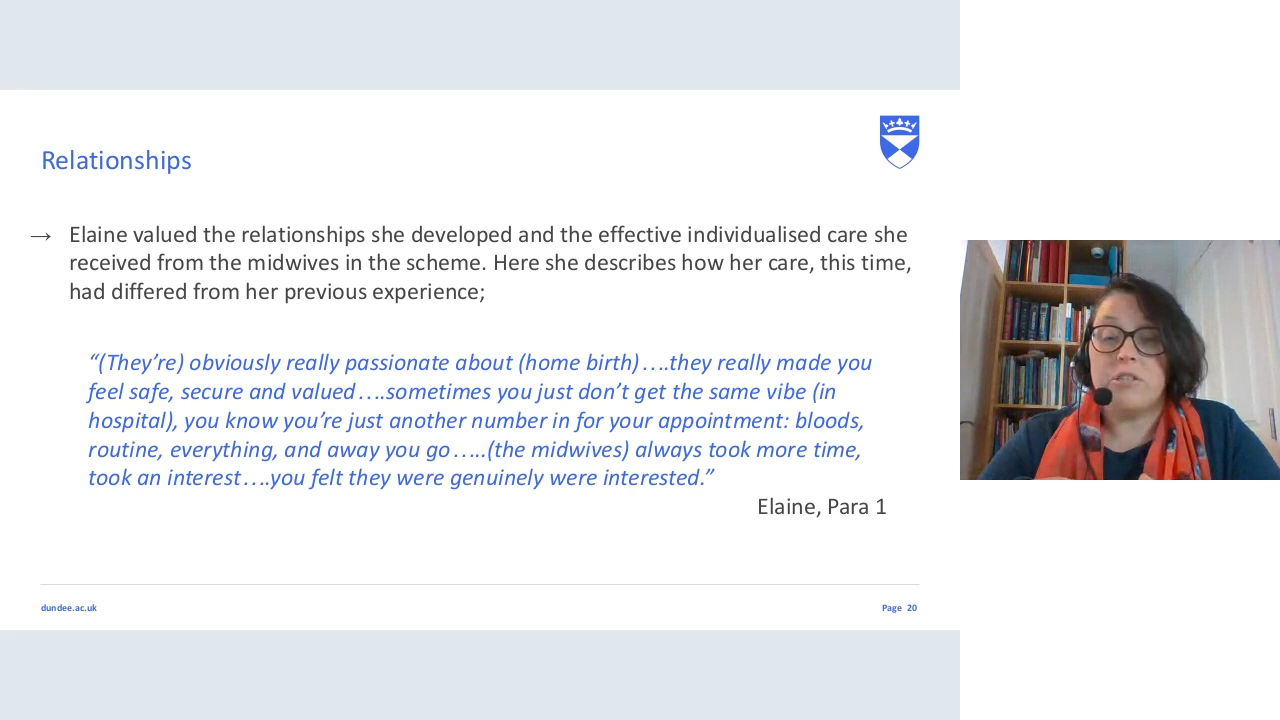 Relationships
→ Elaine valued the relationships she developed and the effective individualised care she
received from the midwives in the scheme. Here she describes how her care, this time,
had differed from her previous experience;
“(They’re) obviously really passionate about (home birth)….they really made you
feel safe, secure and valued….sometimes you just don’t get the same vibe (in
hospital), you know you’re just another number in for your appointment: bloods,
routine, everything, and away you go…..(the midwives) always took more time,
took an interest….you felt they were genuinely were interested.”
Elaine, Para 1
dundee.ac.uk
Page 20